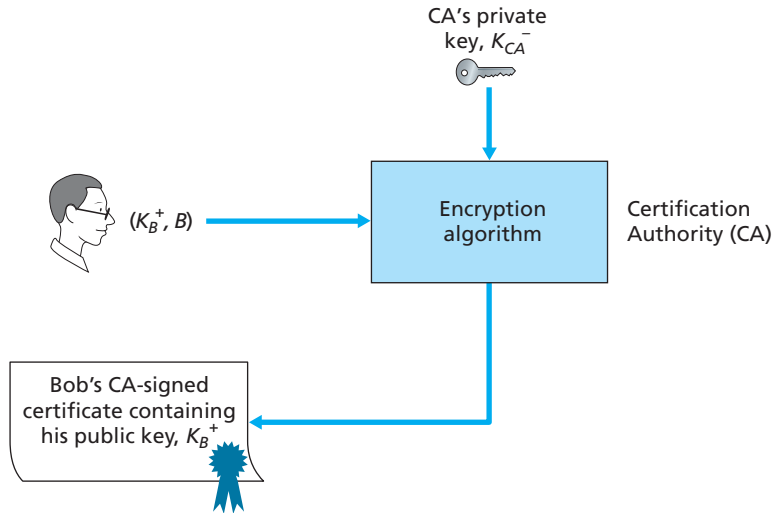 CA's private
key, K_CA^–
(K_B^+, B)
Encryption
algorithm
Certification
Authority (CA)
Bob's CA-signed
certificate containing
his public key, K_B^+